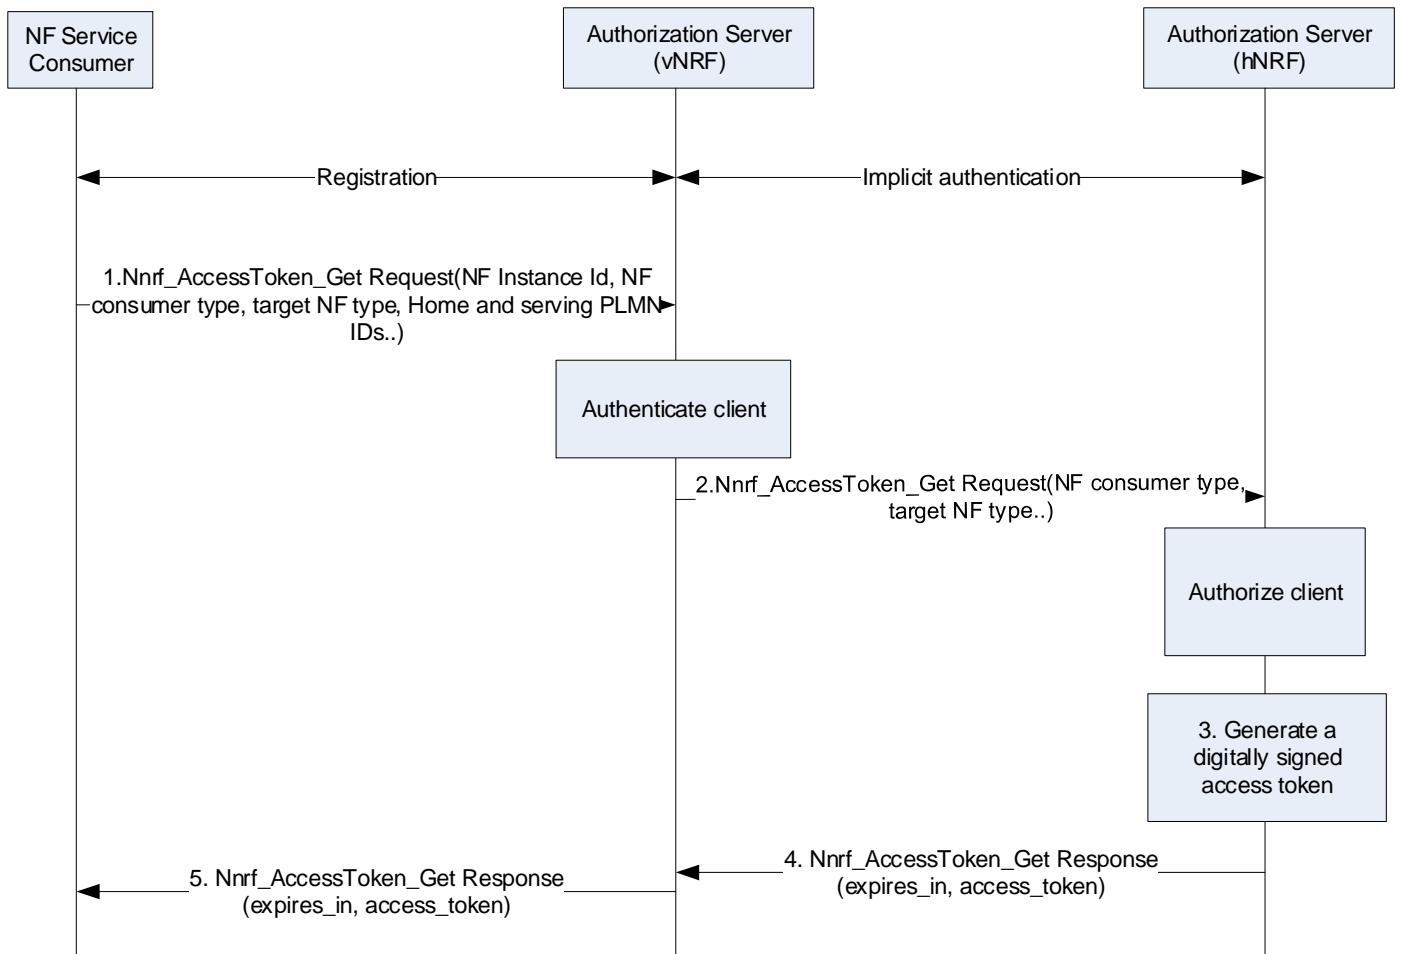 NF Service
Consumer
Authorization Server
(vNRF)
Authorization Server
(hNRF)
Registration
Implicit authentication
1.Nnrf_AccessToken_Get Request(NF Instance Id, NF
consumer type, target NF type, Home and serving PLMN
IDs..)
Authenticate client
2.Nnrf_AccessToken_Get Request(NF consumer type,
target NF type..)
Authorize client
3. Generate a
digitally signed
access token
4. Nnrf_AccessToken_Get Response
(expires_in, access_token)
5. Nnrf_AccessToken_Get Response
(expires_in, access_token)